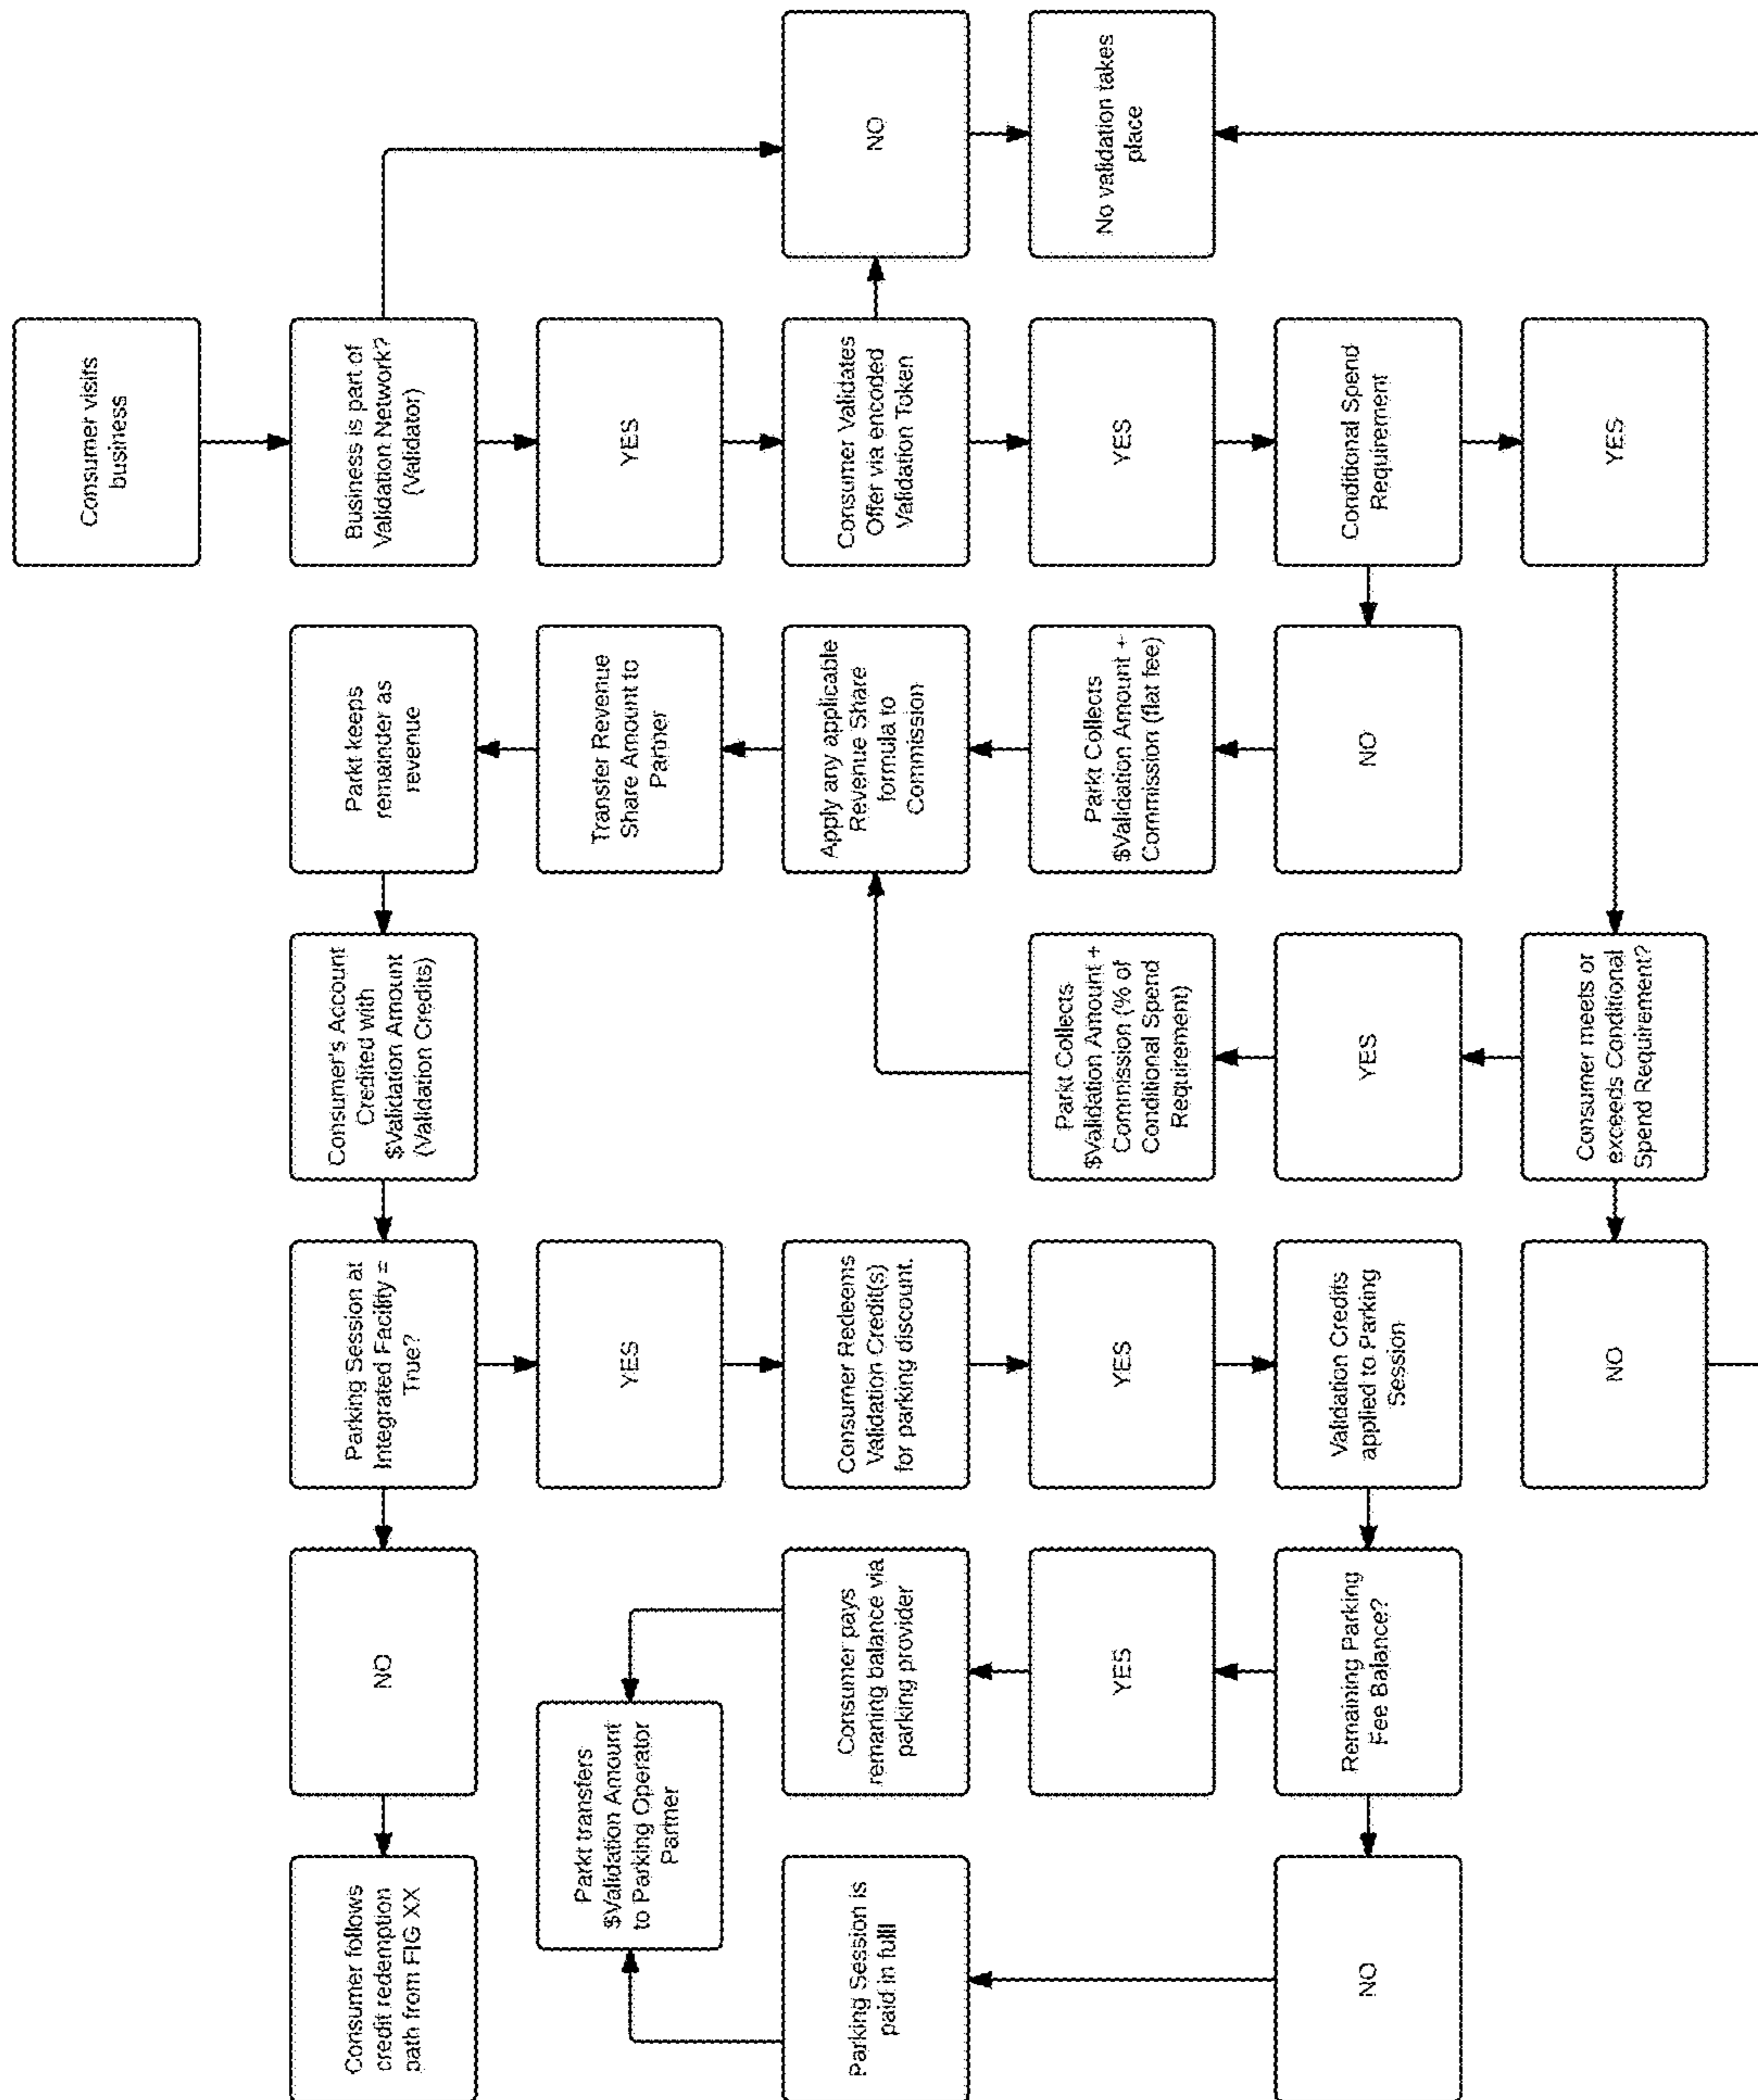 Consumer visits
business
Consumer follows
credit redemption
path from FIG XX
NO
Parking Session at
Integrated Facility =
True?
Consumer's Account
Credited with
$Validation Amount
(Validation Credits)
Parkt keeps
remainder as
revenue
Business is part of
Validation Network?
(Validator)
Parkt transfers
$Validation Amount
to Parking Operator
Partner
YES
Transfer Revenue
Share Amount to
Partner
YES
Parking Session is
paid in full!
Consumer pays
remaning balance via
parking provider
Consumer Redeems
Validation Credit(s)
for parking discount.
Apply any applicable
Revenue Share
formula to
Commission
Consumer Validates
Offer via encoded
Validation Token
NO
YES
YES
Parkt Collects
$Validation Amount +
Commission (% of
Conditional Spend
Requirement)
Parkt Collects
$Validation Amount +
Commission (flat fee)
YES
No validation takes
place
NO
Remaining Parking
Fee Balance?
Validation Credits
applied to Parking
Session
YES
NO
Conditional Spend
Requirement
NO
Consumer meets or
exceeds Conditional
Spend Requirement?
YES